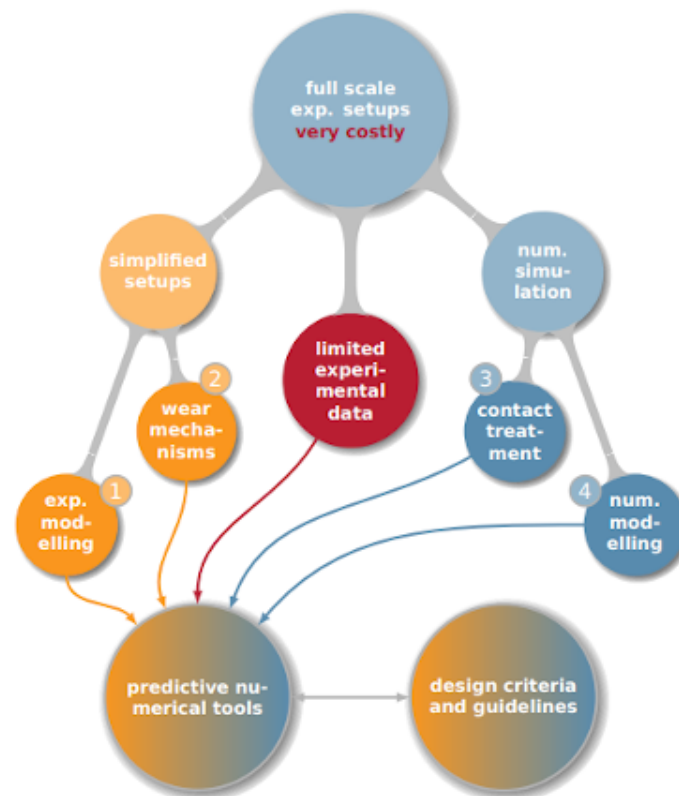 full scale
exp. setups
very costly
simplified
setups
num.
simu-
lation
limited
experi-
mental
data
2
wear
mecha-
nisms
3
contact
treat-
ment
1
exp.
mod-
elling
4
num.
mod-
elling
predictive nu-
merical tools
design criteria
and guidelines